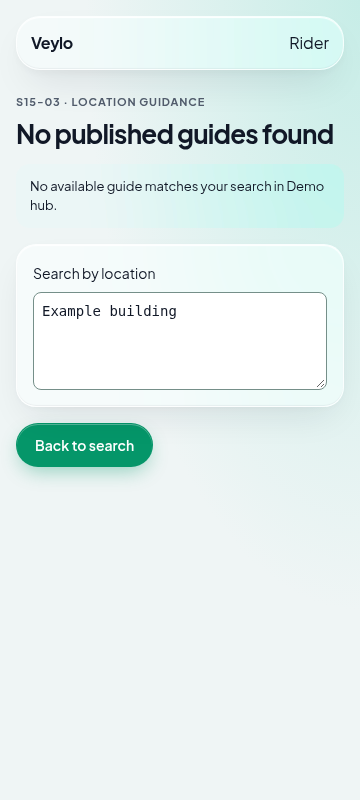 Veylo
Rider
S15-03 · LOCATION GUIDANCE
No published guides found
No available guide matches your search in Demo
hub.
Search by location
Example building
Back to search